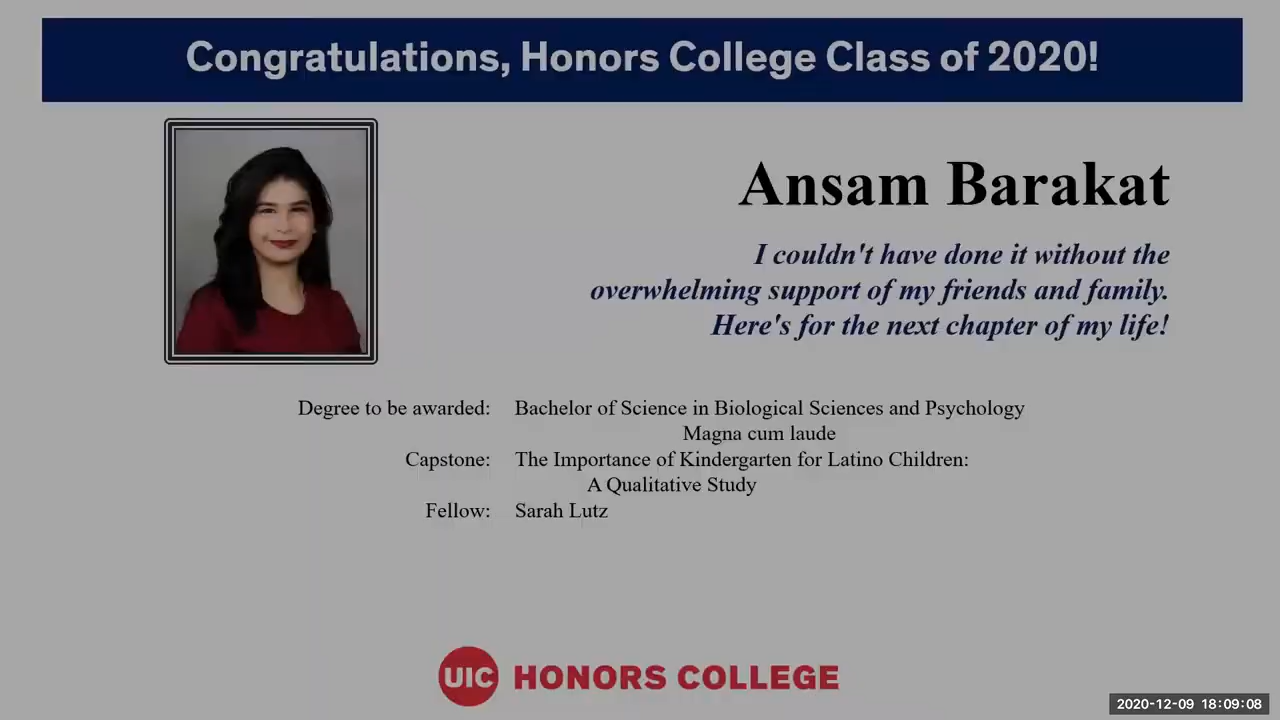 Congratulations, Honors College Class of 2020!
Ansam Barakat
I couldn't have done it without the
overwhelming support of my friends and family.
Here's for the next chapter of my life!
Degree to be awarded: Bachelor of Science in Biological Sciences and Psychology
Magna cum laude
Capstone: The Importance of Kindergarten for Latino Children:
A Qualitative Study
Fellow: Sarah Lutz
UIC HONORS COLLEGE
2020-12-09 18:09:08